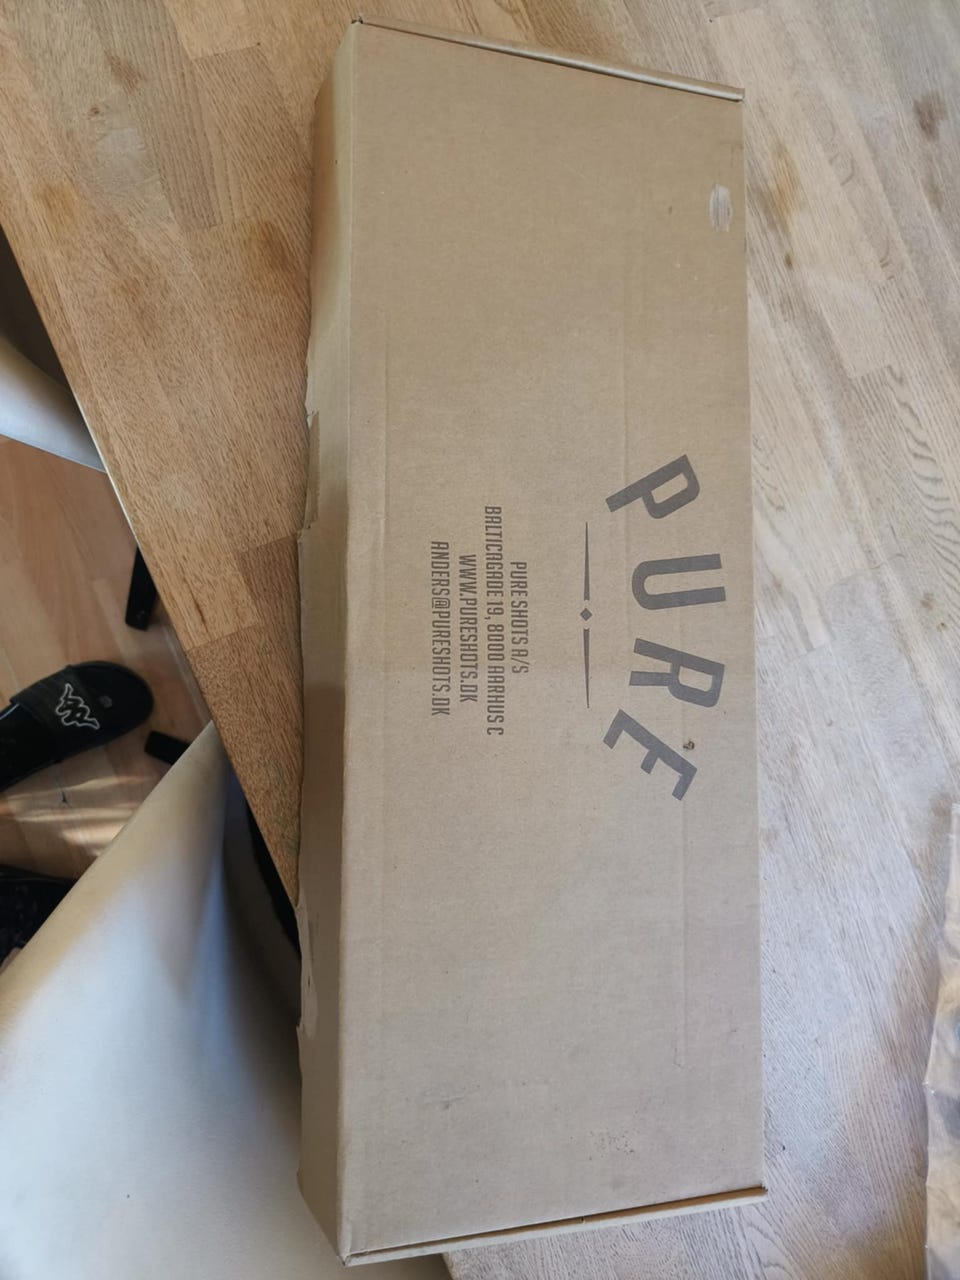 PURE
PURE SHOTS A/S
BALTICAGADE 19, 8000 AARHUS C
WWW.PURESHOTS.DK
ANDERS@PURESHOTS.DK